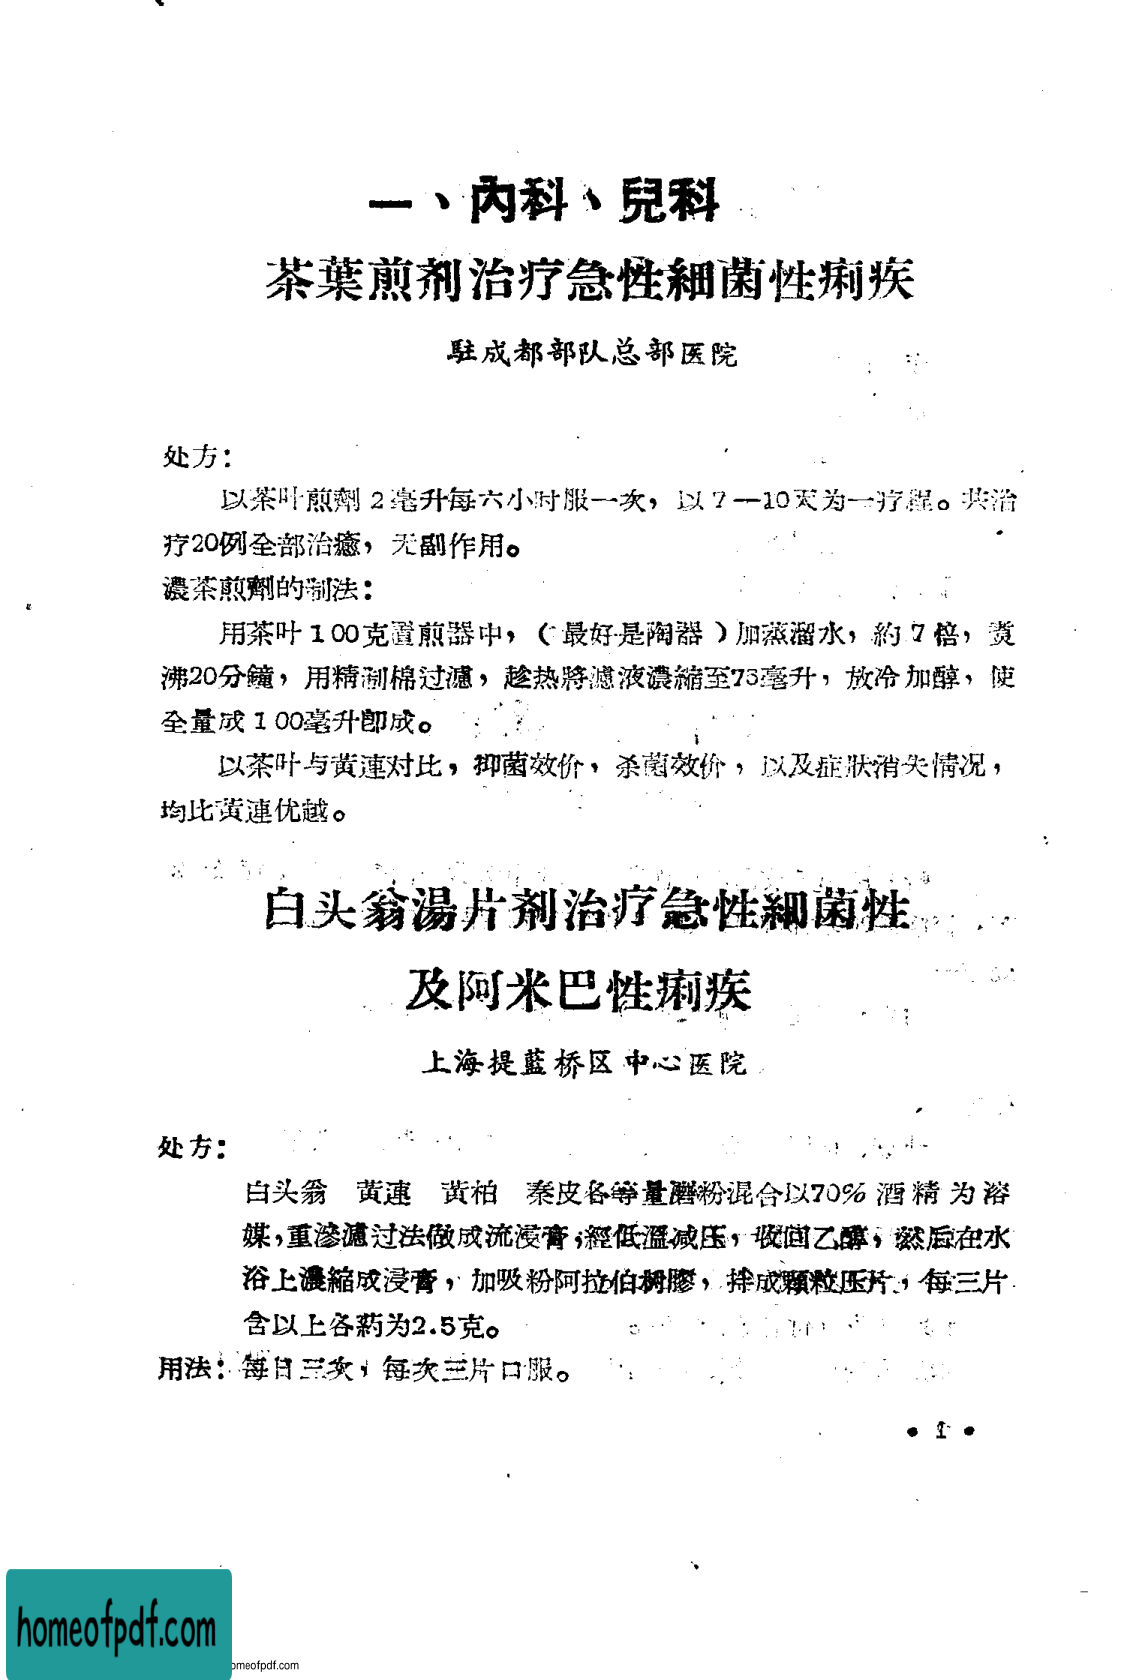 一、內科、兒科
茶葉煎剂治疗急性細菌性痢疾
駐成都部队总部医院
处方：
以茶叶煎劑2毫升每六小时服一次，以7—10天为一疗程。共治
疗20例全部治癒，无副作用。
濃茶煎劑的制法：
用茶叶100克置煎器中，（最好是陶器）加蒸溜水，約7倍，煑
沸20分鐘，用精制棉过濾，趁热將濾液濃縮至75毫升，放冷加醇，使
全量成100毫升卽成。
以茶叶与黃連对比，抑菌效价，杀菌效价，以及症狀消失情况，
均比黃連优越。
白头翁湯片剂治疗急性細菌性
及阿米巴性痢疾
上海提藍桥区中心医院
处方：
白头翁 黃連 黃柏 秦皮各等量磨粉混合以70%酒精为溶
媒，重滲濾过法做成流浸膏，經低溫减压，收回乙醇，然后在水
浴上濃縮成浸膏，加吸粉阿拉伯树膠，拌成顆粒压片，每三片
含以上各葯为2.5克。
用法：每日三次，每次三片口服。
• 1 •
homeofpdf.com
omeofpdf.com